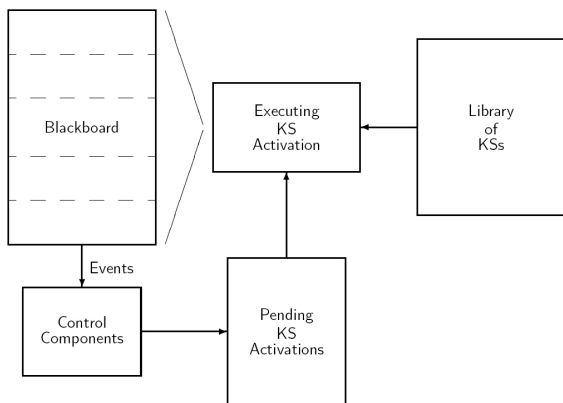 Blackboard
Executing
KS
Activation
Library
of
KSs
Events
Control
Components
Pending
KS
Activations